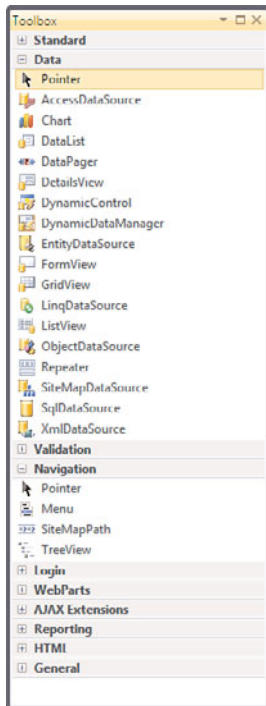 Toolbox
Standard
Data
Pointer
AccessDataSource
Chart
DataList
DataPager
DetailsView
DynamicControl
DynamicDataManager
EntityDataSource
FormView
GridView
LinqDataSource
ListView
ObjectDataSource
Repeater
SiteMapDataSource
SqlDataSource
XmlDataSource
Validation
Navigation
Pointer
Menu
SiteMapPath
TreeView
Login
WebParts
AJAX Extensions
Reporting
HTML
General